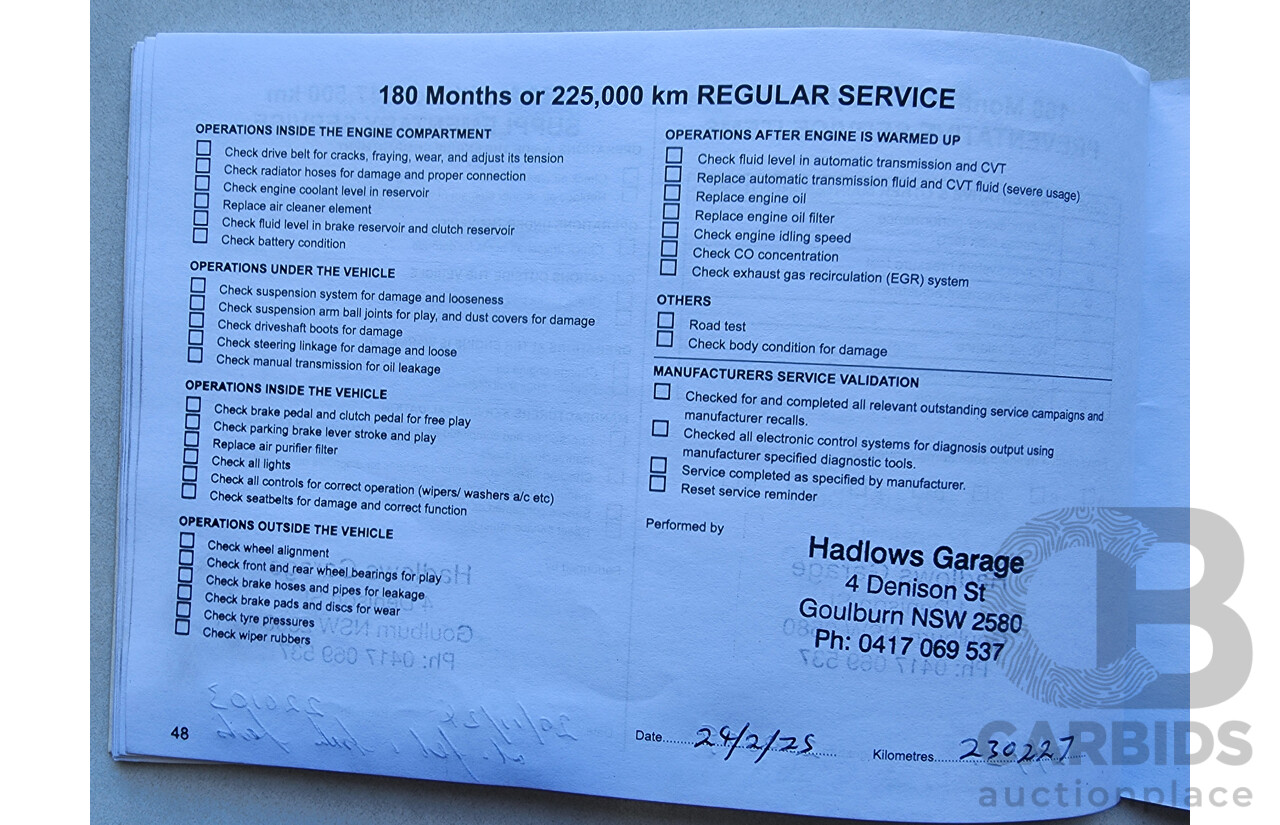 180 Months or 225,000 km REGULAR SERVICE
OPERATIONS INSIDE THE ENGINE COMPARTMENT
Check drive belt for cracks, fraying, wear, and adjust its tension
Check radiator hoses for damage and proper connection
Check engine coolant level in reservoir
Replace air cleaner element
Check fluid level in brake reservoir and clutch reservoir
Check battery condition
OPERATIONS UNDER THE VEHICLE
Check suspension system for damage and looseness
Check suspension arm ball joints for play, and dust covers for damage
Check driveshaft boots for damage
Check steering linkage for damage and loose
Check manual transmission for oil leakage
OPERATIONS INSIDE THE VEHICLE
Check brake pedal and clutch pedal for free play
Check parking brake lever stroke and play
Replace air purifier filter
Check all lights
Check all controls for correct operation (wipers/ washers a/c etc)
Check seatbelts for damage and correct function
OPERATIONS OUTSIDE THE VEHICLE
Check wheel alignment
Check front and rear wheel bearings for play
Check brake hoses and pipes for leakage
Check brake pads and discs for wear
Check tyre pressures
Check wiper rubbers
48
OPERATIONS AFTER ENGINE IS WARMED UP
Check fluid level in automatic transmission and CVT
Replace automatic transmission fluid and CVT fluid (severe usage)
Replace engine oil
Replace engine oil filter
Check engine idling speed
Check CO concentration
Check exhaust gas recirculation (EGR) system
OTHERS
Road test
Check body condition for damage
MANUFACTURERS SERVICE VALIDATION
Checked for and completed all relevant outstanding service campaigns and
manufacturer recalls.
Checked all electronic control systems for diagnosis output using
manufacturer specified diagnostic tools.
Service completed as specified by manufacturer.
Reset service reminder
Performed by
Hadlows Garage
4 Denison St
Goulburn NSW 2580
Ph: 0417 069 537
Date 24/2/25 Kilometres 230227
CARBIDS
auctionplace